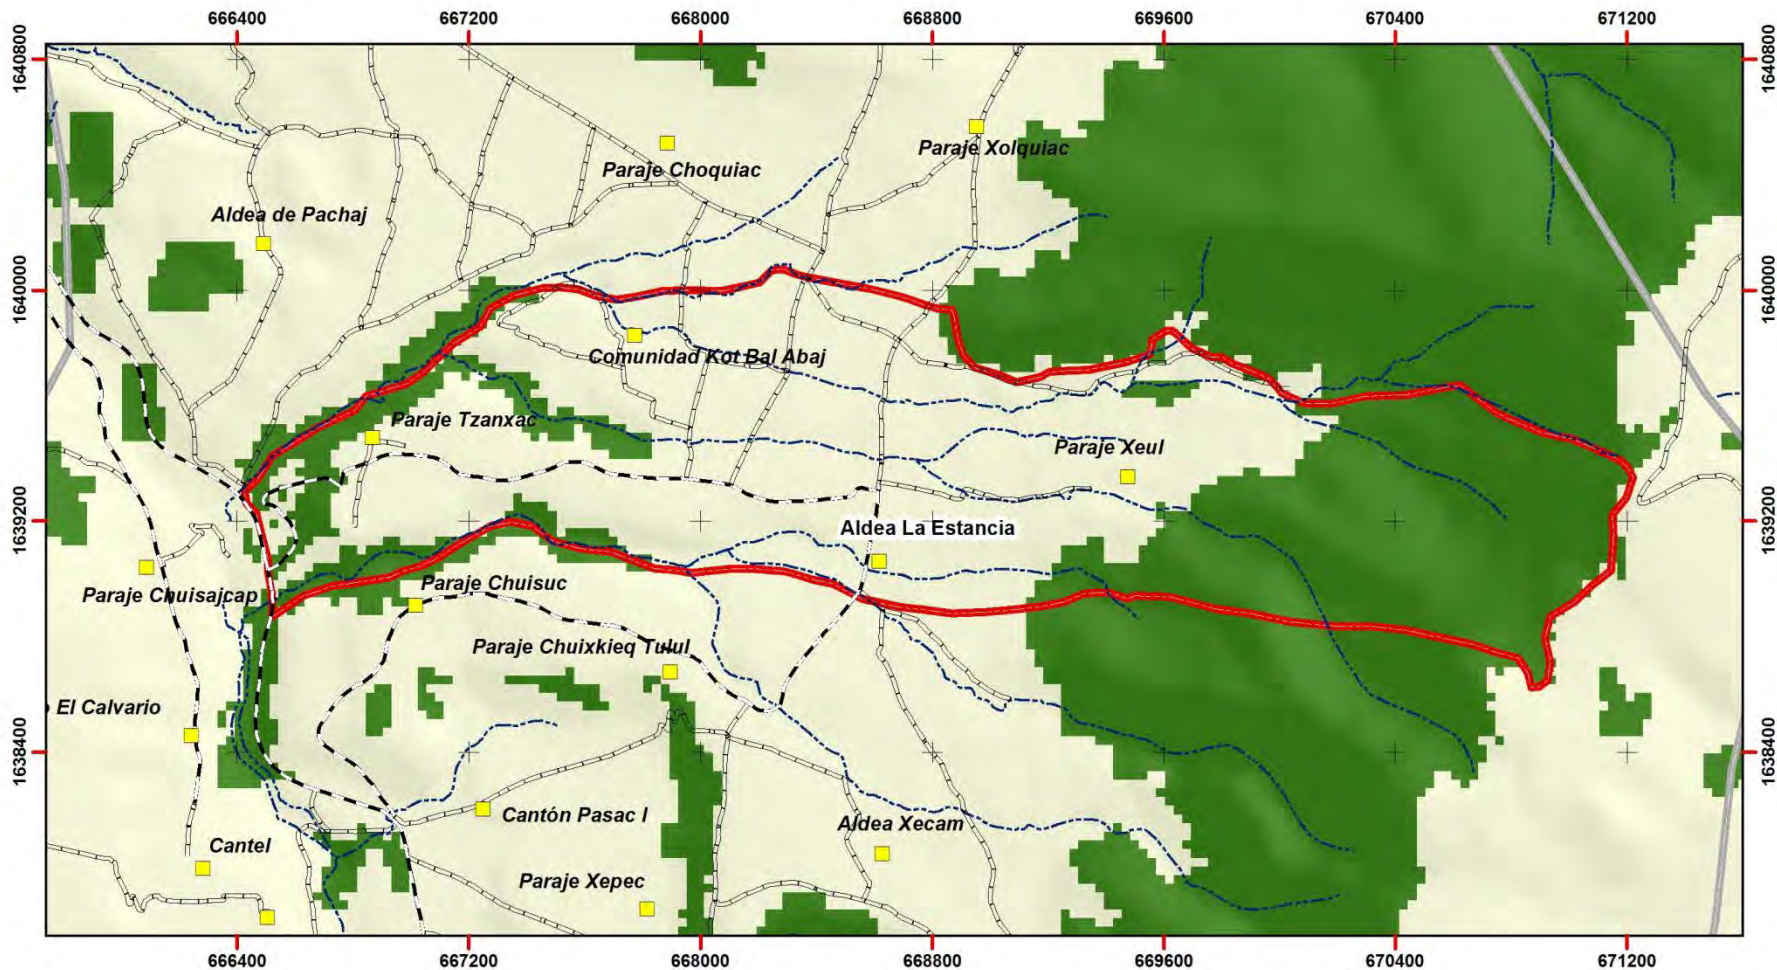 666400 667200 668000 668800 669600 670400 671200
1640800 1640800
Paraje Xolquiac
Paraje Choquiac
Aldea de Pachaj
1640000 1640000
Comunidad Kot Bal Abaj
Paraje Tzanxac
Paraje Xeul
1639200 1639200
Aldea La Estancia
Paraje Chuisuc
Paraje Chuisajcap
Paraje Chuixkieq Tulul
El Calvario
1638400 1638400
Cantón Pasac I
Aldea Xecam
Cantel
Paraje Xepec
666400 667200 668000 668800 669600 670400 671200